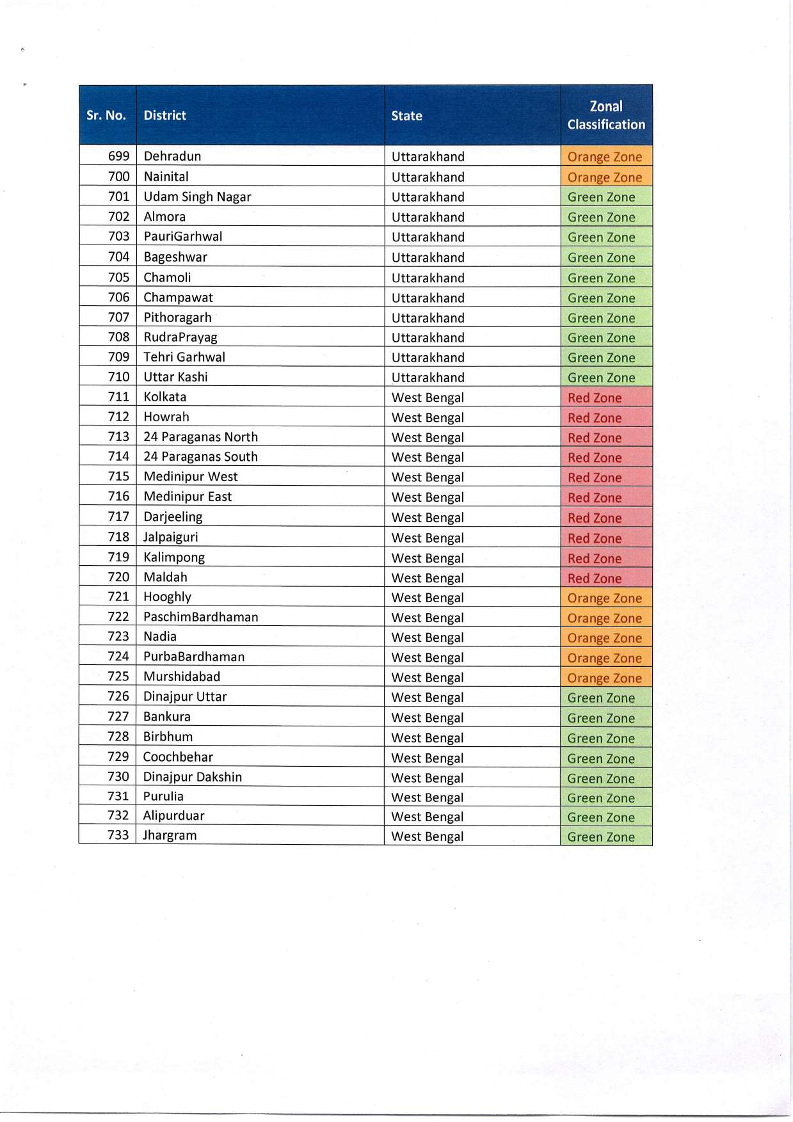 Sr. No. District State Zonal Classification
699 Dehradun Uttarakhand Orange Zone
700 Nainital Uttarakhand Orange Zone
701 Udam Singh Nagar Uttarakhand Green Zone
702 Almora Uttarakhand Green Zone
703 PauriGarhwal Uttarakhand Green Zone
704 Bageshwar Uttarakhand Green Zone
705 Chamoli Uttarakhand Green Zone
706 Champawat Uttarakhand Green Zone
707 Pithoragarh Uttarakhand Green Zone
708 RudraPrayag Uttarakhand Green Zone
709 Tehri Garhwal Uttarakhand Green Zone
710 Uttar Kashi Uttarakhand Green Zone
711 Kolkata West Bengal Red Zone
712 Howrah West Bengal Red Zone
713 24 Paraganas North West Bengal Red Zone
714 24 Paraganas South West Bengal Red Zone
715 Medinipur West West Bengal Red Zone
716 Medinipur East West Bengal Red Zone
717 Darjeeling West Bengal Red Zone
718 Jalpaiguri West Bengal Red Zone
719 Kalimpong West Bengal Red Zone
720 Maldah West Bengal Red Zone
721 Hooghly West Bengal Orange Zone
722 PaschimBardhaman West Bengal Orange Zone
723 Nadia West Bengal Orange Zone
724 PurbaBardhaman West Bengal Orange Zone
725 Murshidabad West Bengal Orange Zone
726 Dinajpur Uttar West Bengal Green Zone
727 Bankura West Bengal Green Zone
728 Birbhum West Bengal Green Zone
729 Coochbehar West Bengal Green Zone
730 Dinajpur Dakshin West Bengal Green Zone
731 Purulia West Bengal Green Zone
732 Alipurduar West Bengal Green Zone
733 Jhargram West Bengal Green Zone